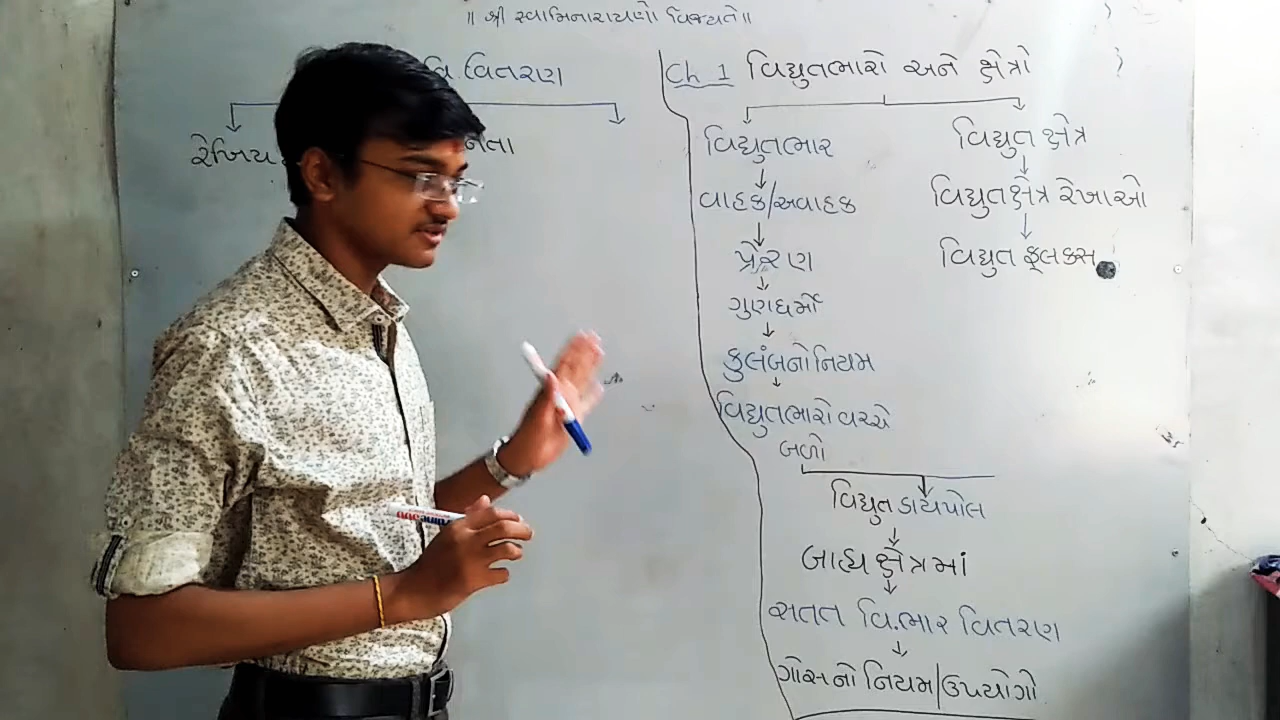 ॥ શ્રી સ્વામિનારાયણો વિજયતે ॥
વિ. વિતરણ
રેખિય
નતા
Ch 1 વિદ્યુતભારો અને ક્ષેત્રો
વિદ્યુતભાર
વાહક/અવાહક
પ્રેરણ
ગુણધર્મો
કુલંબનો નિયમ
વિદ્યુતભારો વચ્ચે
બળો
વિદ્યુત ડાયપોલ
બાહ્ય ક્ષેત્રમાં
સતત વિ.ભાર વિતરણ
ગોસનો નિયમ/ઉપયોગો
વિદ્યુત ક્ષેત્ર
વિદ્યુતક્ષેત્ર રેખાઓ
વિદ્યુત ફ્લક્સ